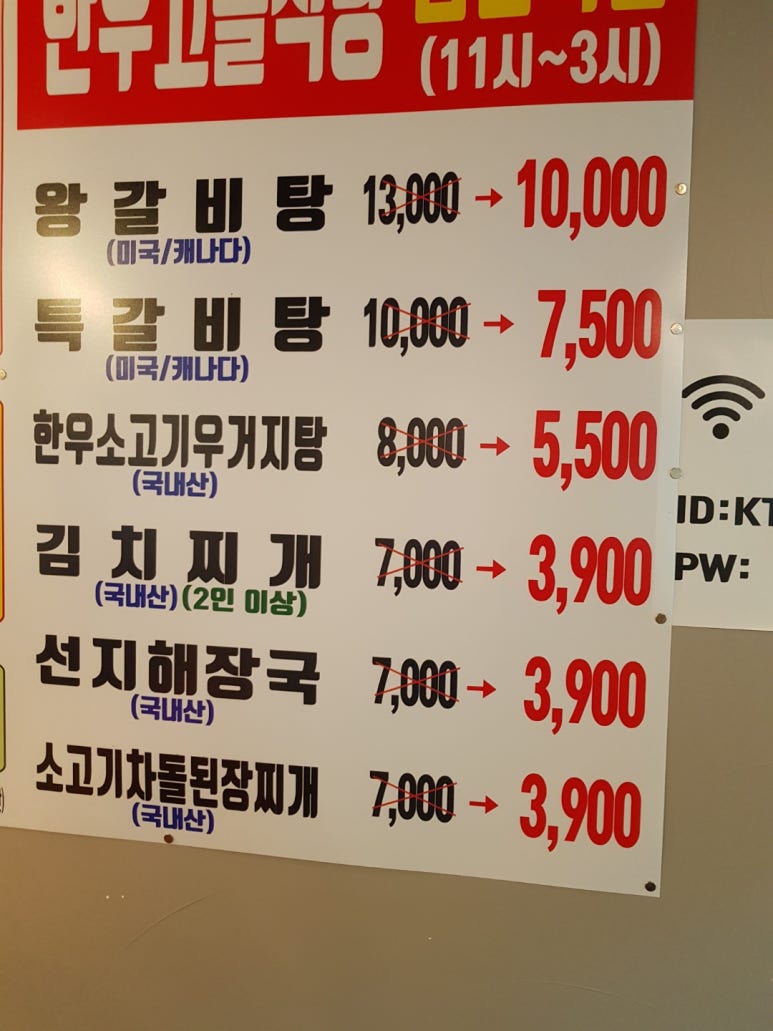 한우고을식당
(11시~3시)
왕갈비탕 13,000 → 10,000
(미국/캐나다)
특갈비탕 10,000 → 7,500
(미국/캐나다)
한우소고기우거지탕 8,000 → 5,500
(국내산)
김치찌개 7,000 → 3,900
(국내산)(2인 이상)
선지해장국 7,000 → 3,900
(국내산)
소고기차돌된장찌개 7,000 → 3,900
(국내산)
ID:KT
PW: